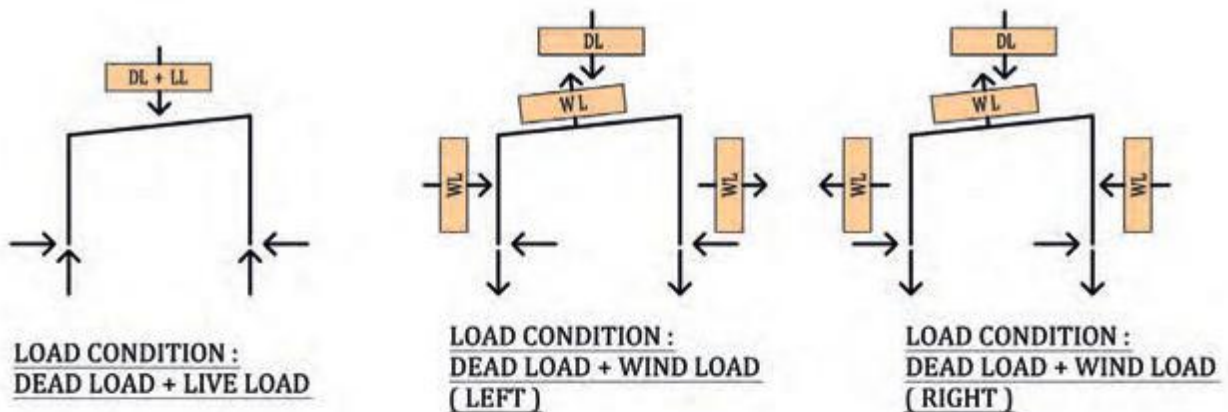 DL + LL
LOAD CONDITION :
DEAD LOAD + LIVE LOAD
DL
WL
WL
WL
LOAD CONDITION :
DEAD LOAD + WIND LOAD
( LEFT )
DL
WL
WL
WL
LOAD CONDITION :
DEAD LOAD + WIND LOAD
( RIGHT )